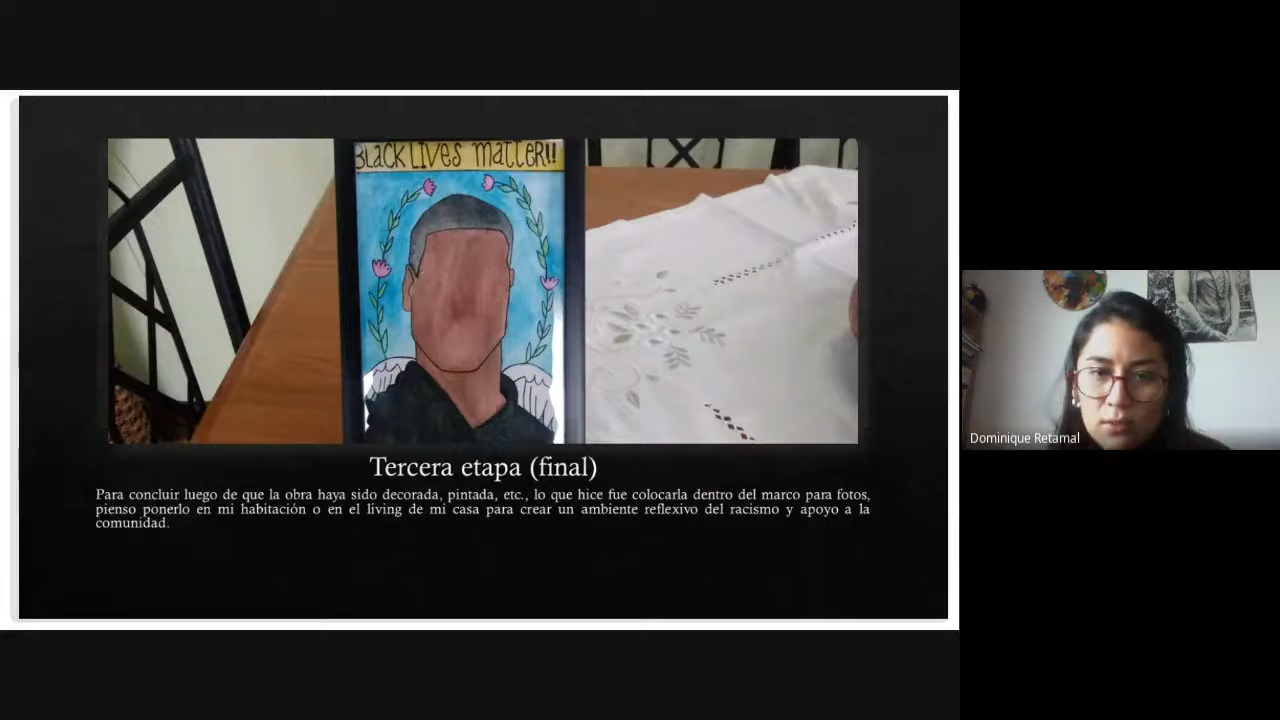 BLACK LIVES MATTER!!
Tercera etapa (final)
Para concluir luego de que la obra haya sido decorada, pintada, etc., lo que hice fue colocarla dentro del marco para fotos,
pienso ponerlo en mi habitación o en el living de mi casa para crear un ambiente reflexivo del racismo y apoyo a la
comunidad.
Dominique Retamal